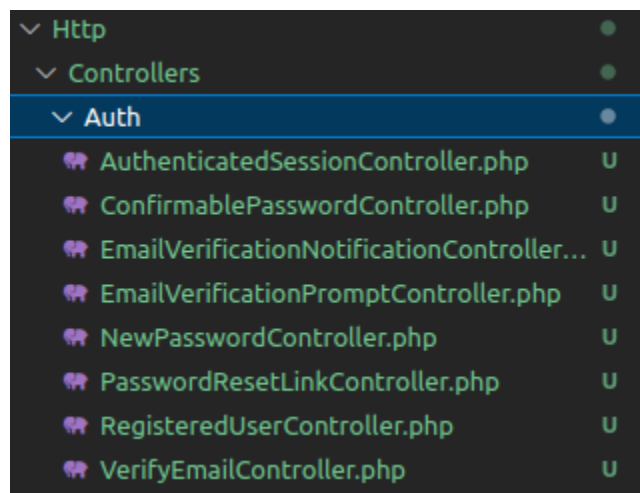 Http
Controllers
Auth
AuthenticatedSessionController.php U
ConfirmablePasswordController.php U
EmailVerificationNotificationController... U
EmailVerificationPromptController.php U
NewPasswordController.php U
PasswordResetLinkController.php U
RegisteredUserController.php U
VerifyEmailController.php U